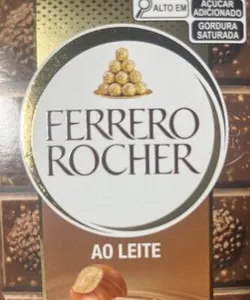 ALTO EM
AÇÚCAR
ADICIONADO
GORDURA
SATURADA
FERRERO
ROCHER
AO LEITE